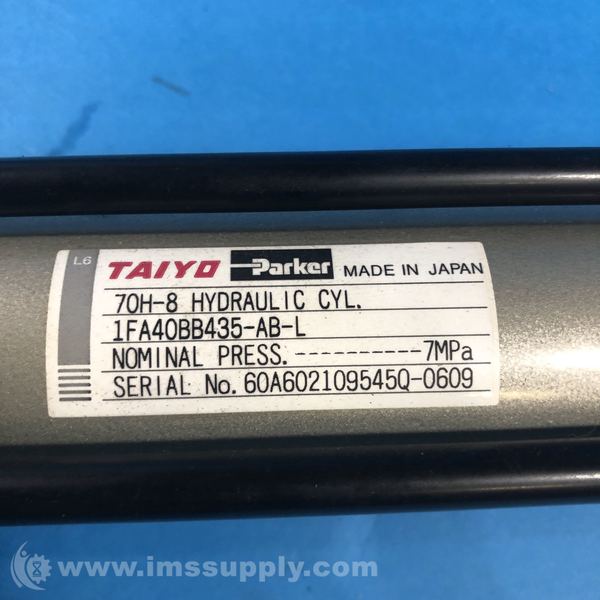 L6 TAIYO Parker MADE IN JAPAN
70H-8 HYDRAULIC CYL.
1FA40BB435-AB-L
NOMINAL PRESS.----------7MPa
SERIAL No. 60A602109545Q-0609
www.imssupply.com